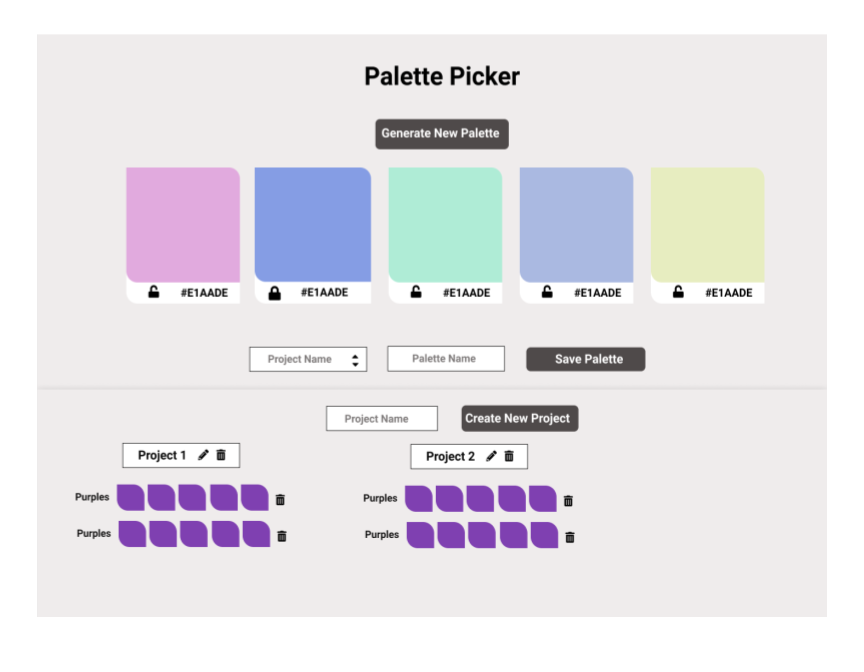 Palette Picker
Generate New Palette
#E1AADE #E1AADE #E1AADE #E1AADE #E1AADE
Project Name Palette Name Save Palette
Project Name Create New Project
Project 1 Project 2
Purples Purples
Purples Purples